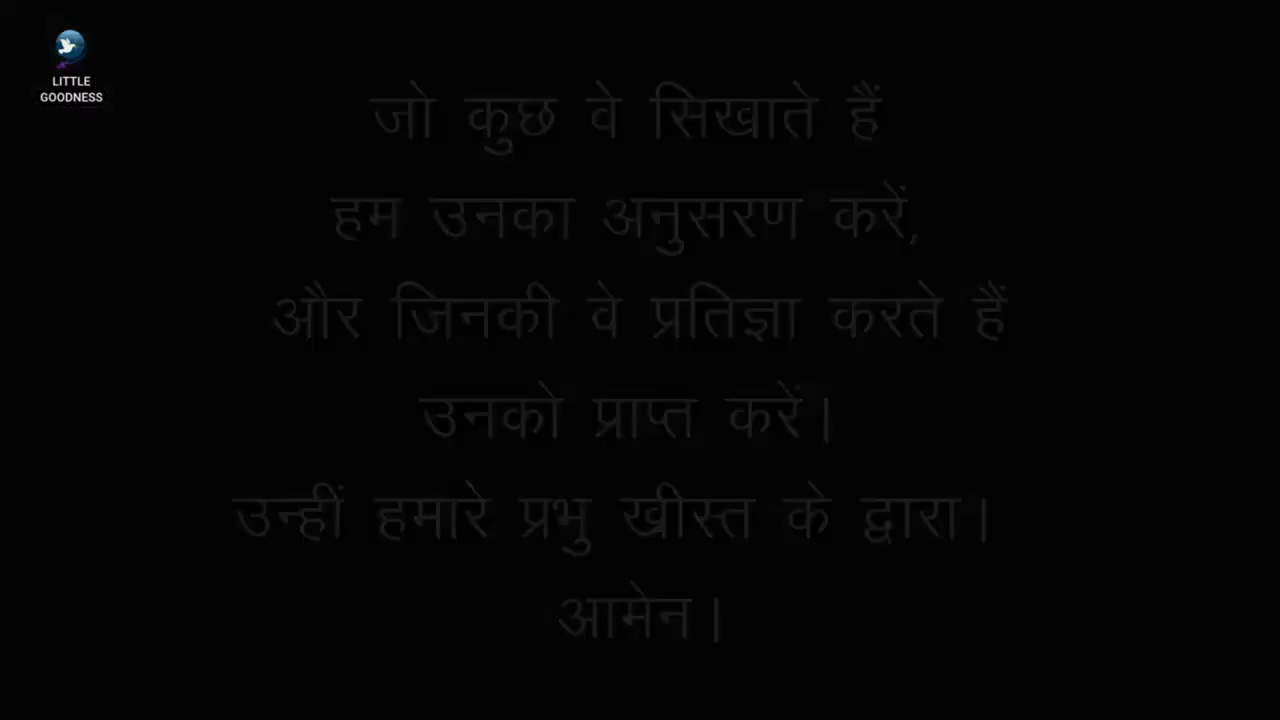 LITTLE
GOODNESS
जो कुछ वे सिखाते हैं
हम उनका अनुसरण करें,
और जिनकी वे प्रतिज्ञा करते हैं
उनको प्राप्त करें।
उन्हीं हमारे प्रभु खीस्त के द्वारा।
आमेन।